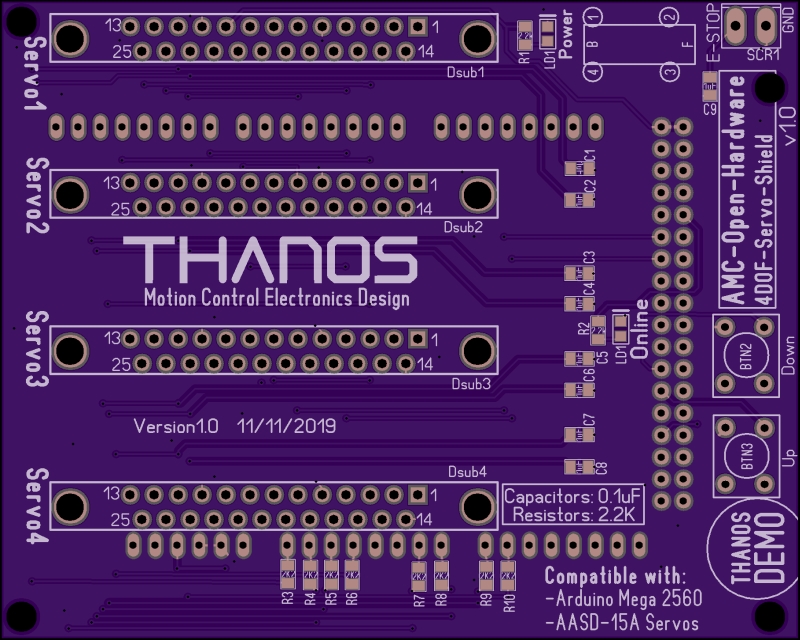 13 1
25 14
Servo1
Dsub1
R1
LD1
Power
1 2
B F
4 3
E-STOP
GND
SCR1
C9
v1.0
AMC-Open-Hardware
4DOF-Servo-Shield
C1
C2
Servo2
13 1
25 14
Dsub2
THANOS
Motion Control Electronics Design
C3
C4
R2
C5
LD1
Online
C6
Servo3
13 1
25 14
Dsub3
BTN2
Down
Version1.0 11/11/2019
C7
C8
BTN3
Up
Servo4
Dsub4
13 1
25 14
Capacitors: 0.1uF
Resistors: 2.2K
R3 R4 R5 R6 R7 R8 R9 R10
THANOS
DEMO
Compatible with:
-Arduino Mega 2560
-AASD-15A Servos